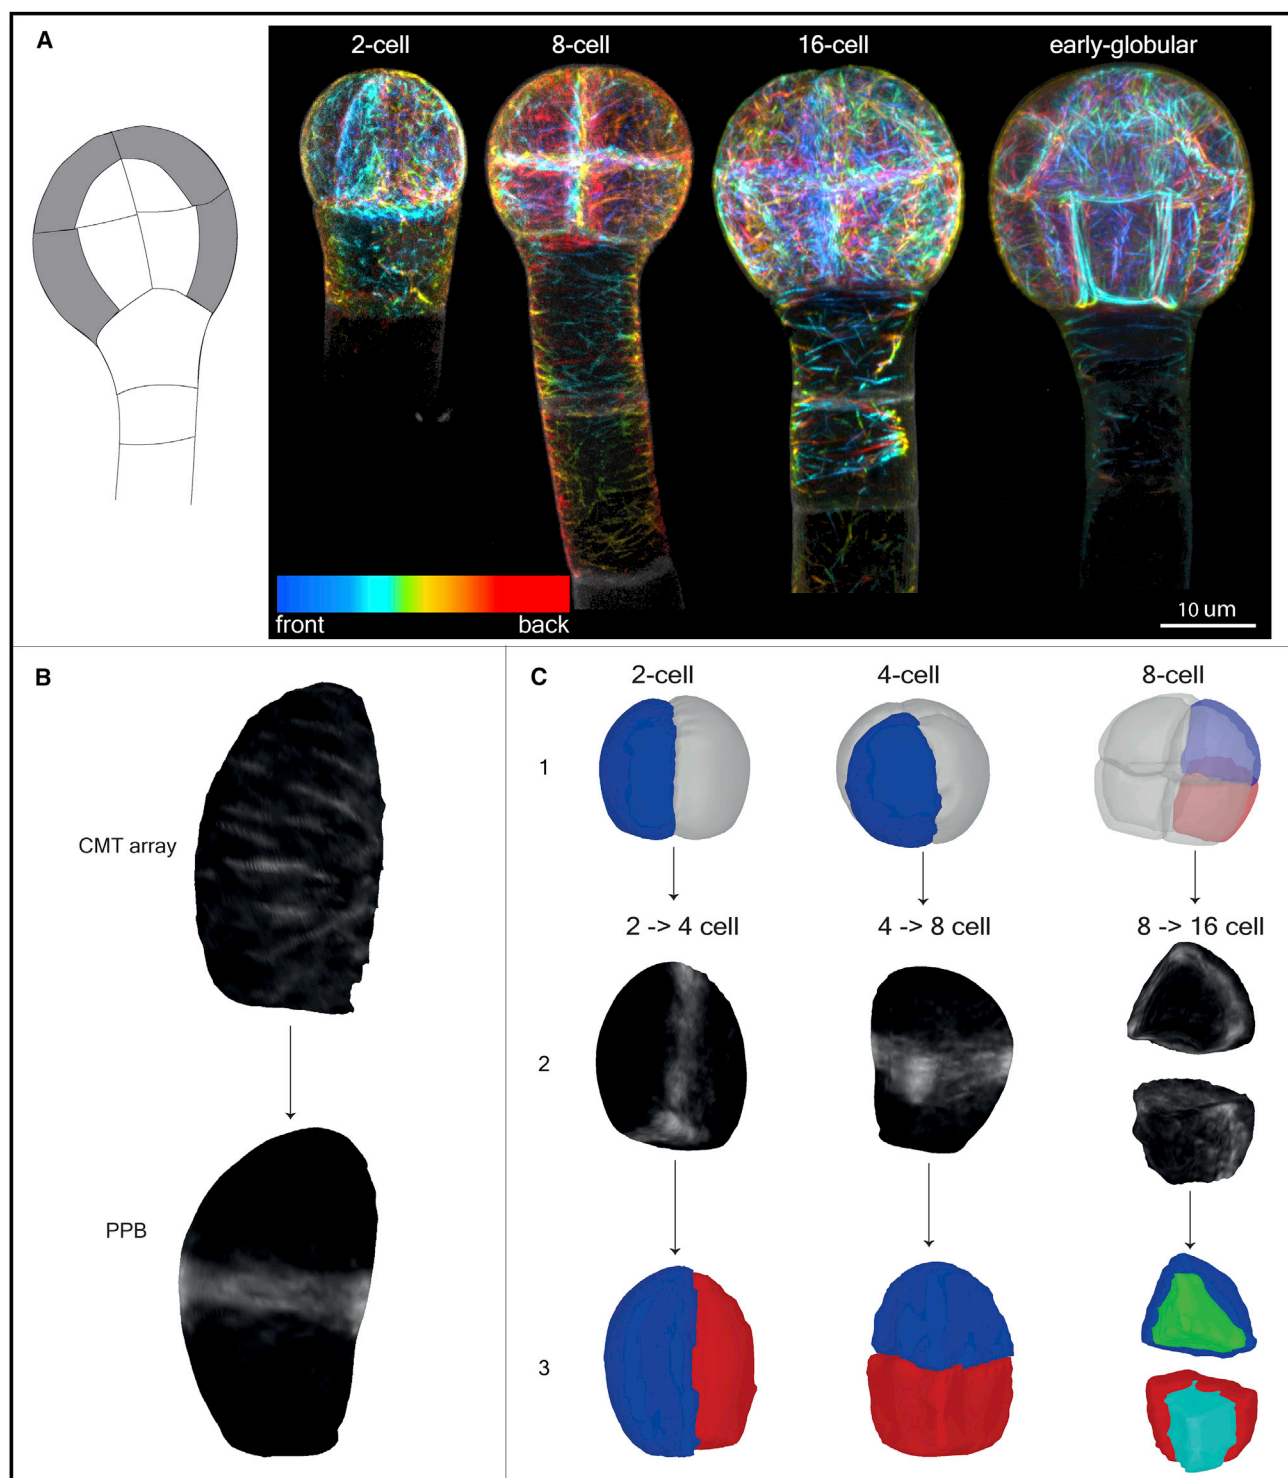 A
2-cell 8-cell 16-cell early-globular
front back
10 um
B
CMT array
PPB
C
2-cell 4-cell 8-cell
1
2 -> 4 cell 4 -> 8 cell 8 -> 16 cell
2
3